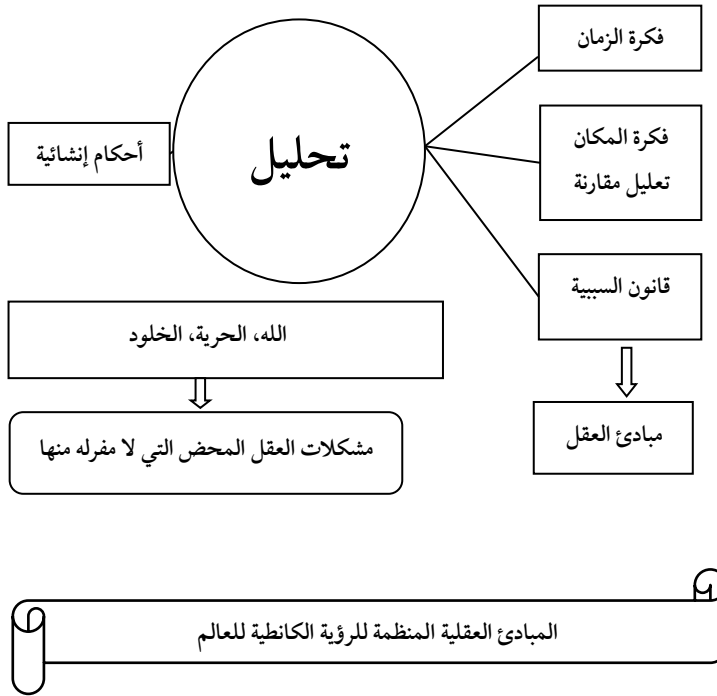 فكرة الزمان
فكرة المكان
تعليل مقارنة
قانون السببية
مبادئ العقل
تحليل
أحكام إنشائية
الله، الحرية، الخلود
مشكلات العقل المحض التي لا مفرله منها
المبادئ العقلية المنظمة للرؤية الكانطية للعالم